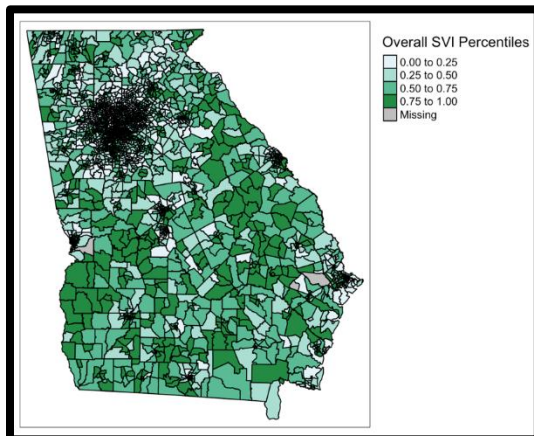 Overall SVI Percentiles
0.00 to 0.25
0.25 to 0.50
0.50 to 0.75
0.75 to 1.00
Missing